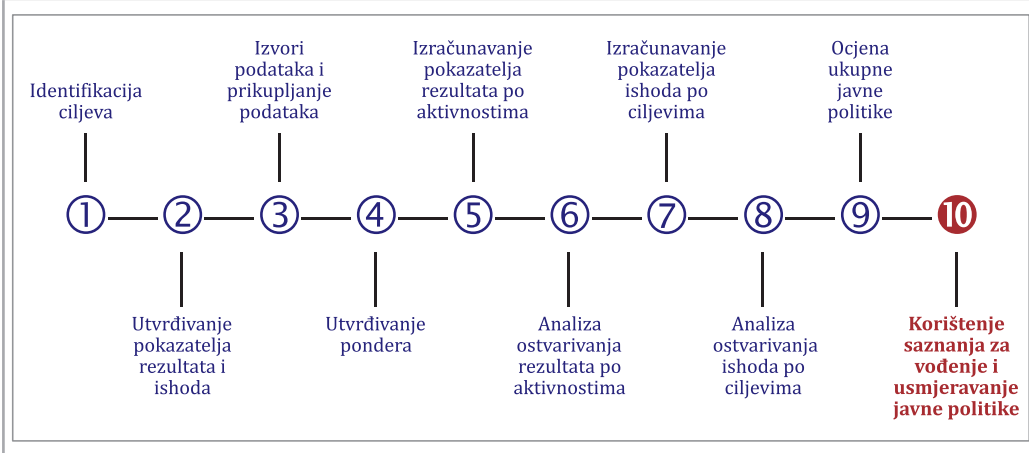 Identifikacija
ciljeva
Izvori
podataka i
prikupljanje
podataka
Izračunavanje
pokazatelja
rezultata po
aktivnostima
Izračunavanje
pokazatelja
ishoda po
ciljevima
Ocjena
ukupne
javne
politike
1 2 3 4 5 6 7 8 9 10
Utvrđivanje
pokazatelja
rezultata i
ishoda
Utvrđivanje
pondera
Analiza
ostvarivanja
rezultata po
aktivnostima
Analiza
ostvarivanja
ishoda po
ciljevima
Korištenje
saznanja za
vođenje i
usmjeravanje
javne politike